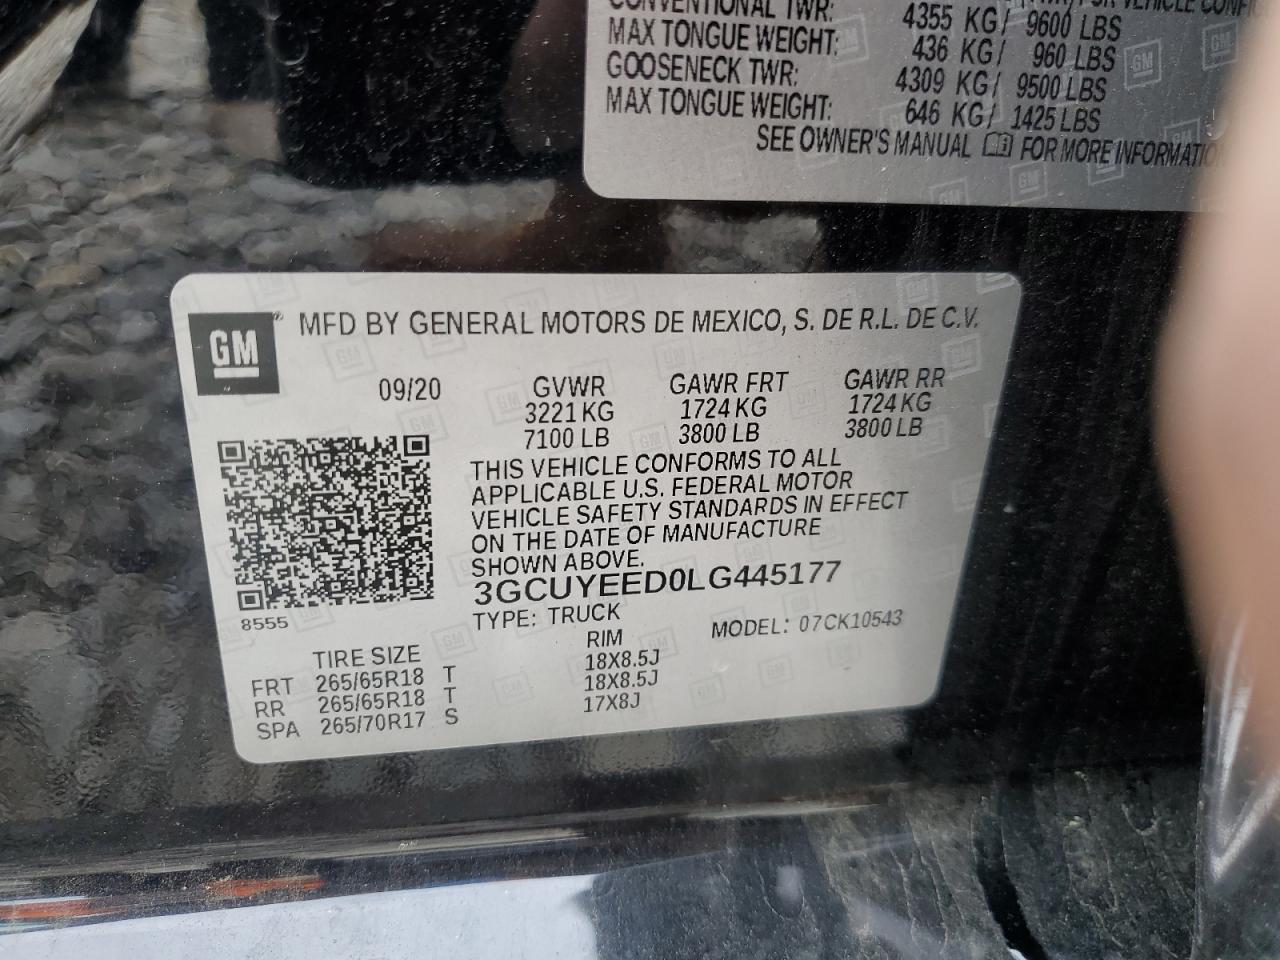 CONVENTIONAL TWR: 4355 KG/ 9600 LBS
MAX TONGUE WEIGHT: 436 KG/ 960 LBS
GOOSENECK TWR: 4309 KG/ 9500 LBS
MAX TONGUE WEIGHT: 646 KG/ 1425 LBS
SEE OWNER'S MANUAL FOR MORE INFORMATIO
GM ® MFD BY GENERAL MOTORS DE MEXICO, S. DE R.L. DE C.V.
09/20 GVWR GAWR FRT GAWR RR
3221 KG 1724 KG 1724 KG
7100 LB 3800 LB 3800 LB
THIS VEHICLE CONFORMS TO ALL
APPLICABLE U.S. FEDERAL MOTOR
VEHICLE SAFETY STANDARDS IN EFFECT
ON THE DATE OF MANUFACTURE
SHOWN ABOVE.
3GCUYEED0LG445177
8555 TYPE: TRUCK MODEL: 07CK10543
TIRE SIZE RIM
FRT 265/65R18 T 18X8.5J
RR 265/65R18 T 18X8.5J
SPA 265/70R17 S 17X8J